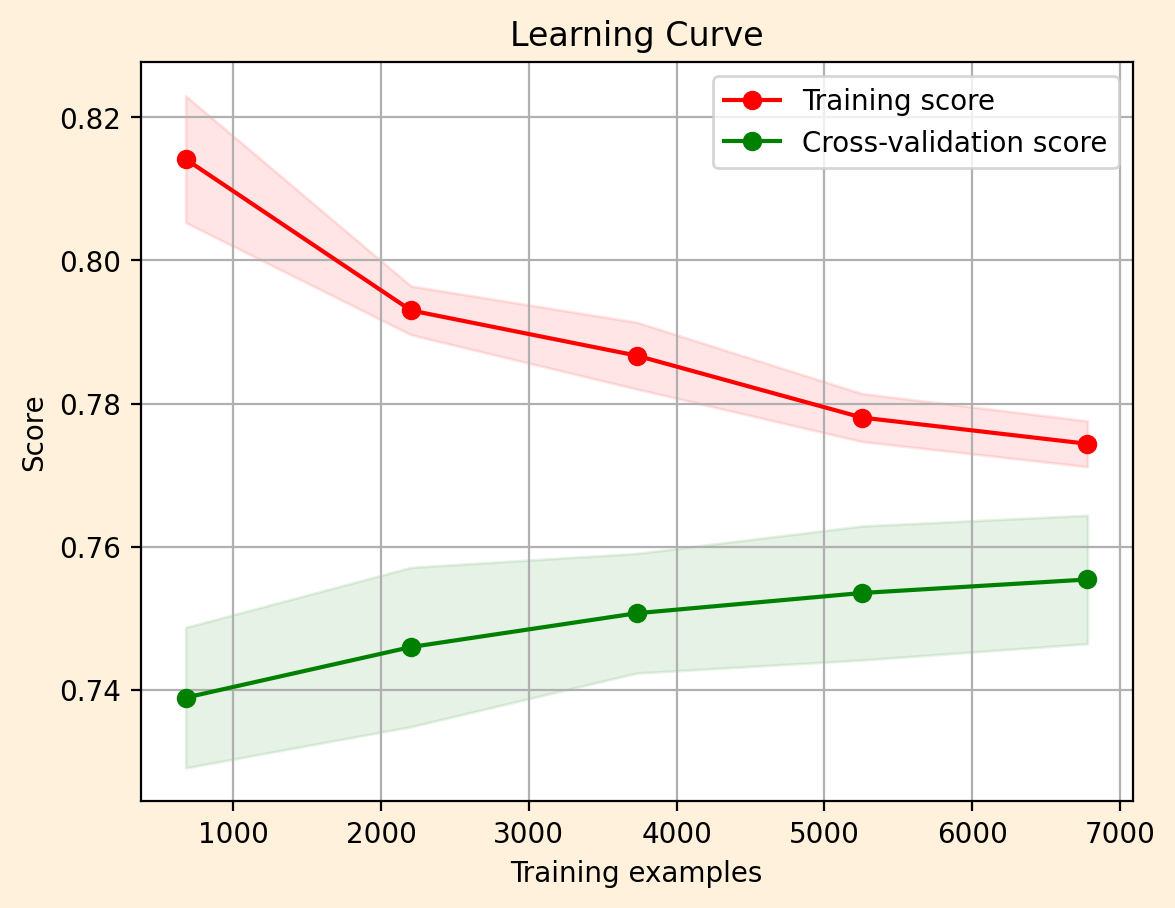 Learning Curve
Training score
Cross-validation score
0.82
0.80
0.78
0.76
0.74
Score
1000 2000 3000 4000 5000 6000 7000
Training examples